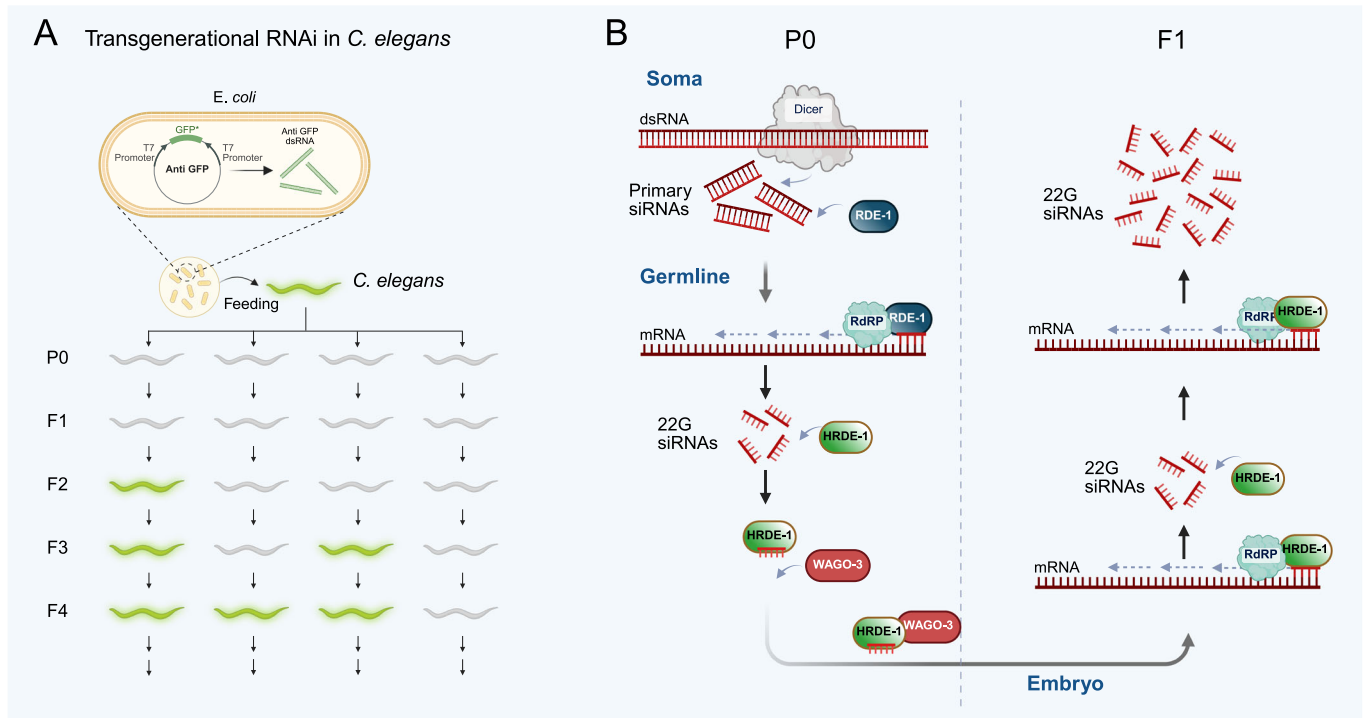 A
Transgenerational RNAi in C. elegans
E. coli
GFP*
T7
Promoter
T7
Promoter
Anti GFP
Anti GFP
dsRNA
Feeding
C. elegans
P0
F1
F2
F3
F4
B
P0
F1
Soma
Dicer
dsRNA
Primary
siRNAs
RDE-1
Germline
RdRP
RDE-1
mRNA
22G
siRNAs
HRDE-1
HRDE-1
WAGO-3
HRDE-1
WAGO-3
Embryo
22G
siRNAs
RdRP
HRDE-1
mRNA
22G
siRNAs
HRDE-1
RdRP
HRDE-1
mRNA